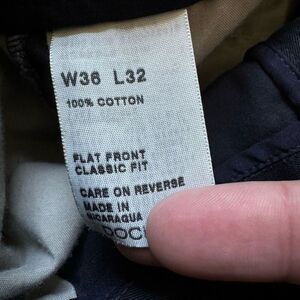 W36 L32
100% COTTON
FLAT FRONT
CLASSIC FIT
CARE ON REVERSE
MADE IN
NICARAGUA